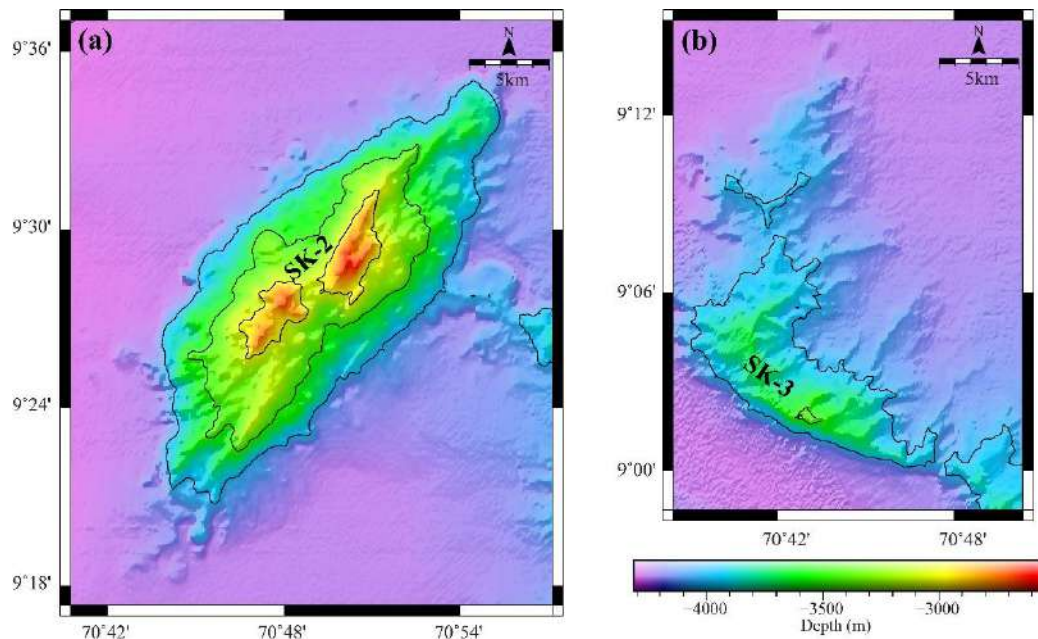 (a)
N
5km
9°36'
9°30'
9°24'
9°18'
SK-2
70°42'
70°48'
70°54'
(b)
N
5km
9°12'
9°06'
9°00'
SK-3
70°42'
70°48'
−4000
−3500
−3000
Depth (m)